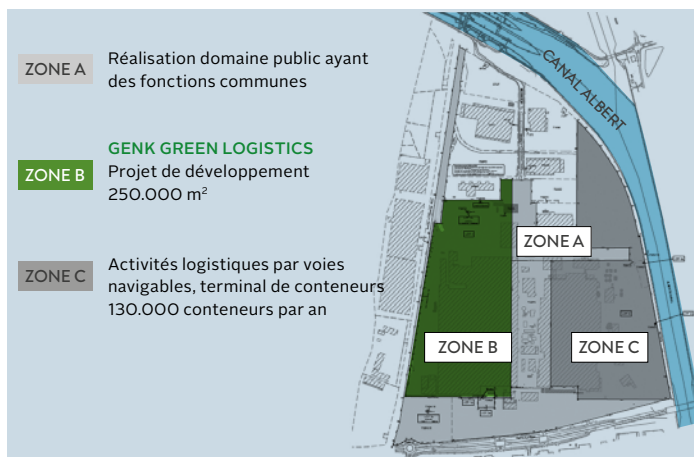 ZONE A
Réalisation domaine public ayant
des fonctions communes
ZONE B
GENK GREEN LOGISTICS
Projet de développement
250.000 m²
ZONE C
Activités logistiques par voies
navigables, terminal de conteneurs
130.000 conteneurs par an
CANAL ALBERT
ZONE A
ZONE B
ZONE C